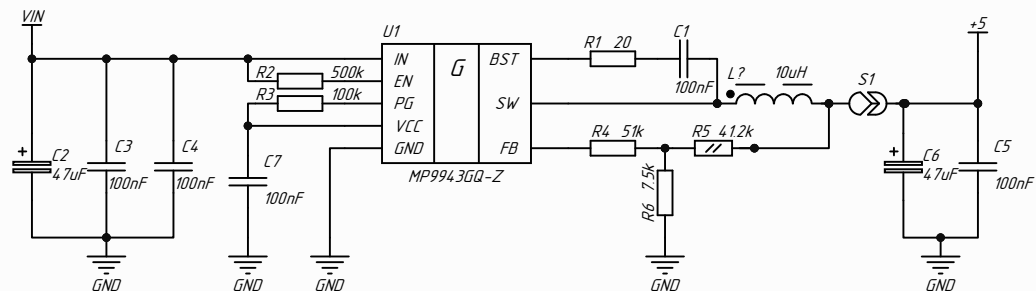 VIN
+5
U1
IN
BST
R1 20
C1
100nF
R2 500k
EN
G
R3 100k
PG
SW
L?
10uH
S1
VCC
GND
FB
R4 51k
R5 41.2k
MP9943GQ-Z
C2
47uF
C3
100nF
C4
100nF
C7
100nF
R6 7.5k
C6
47uF
C5
100nF
+
+
GND
GND
GND
GND
GND